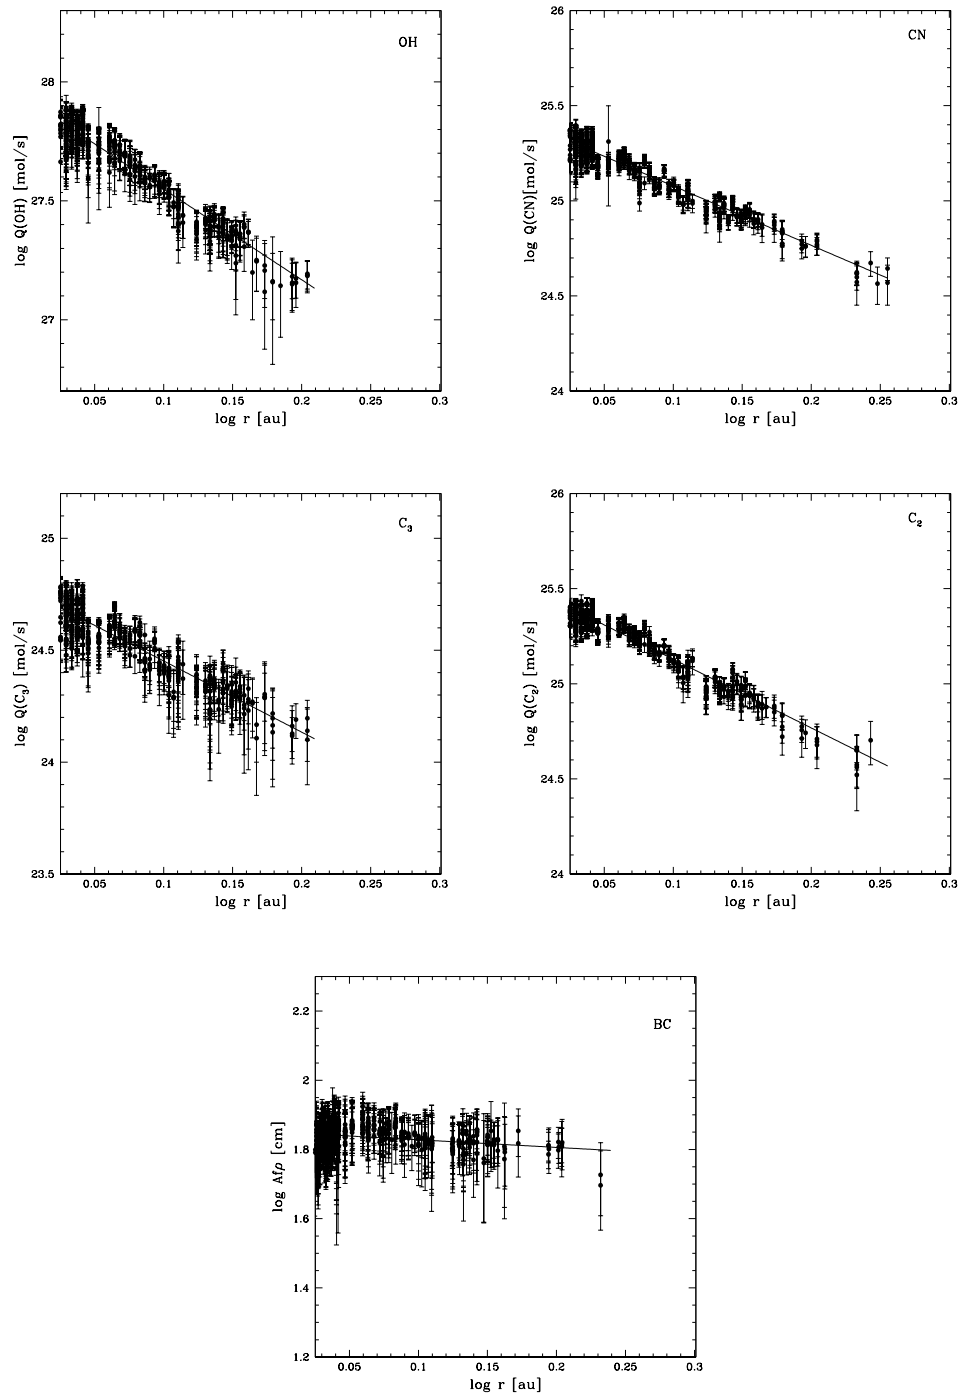 OH
28
27.5
27
log Q(OH) [mol/s]
0.05 0.1 0.15 0.2 0.25 0.3
log r [au]
CN
26
25.5
25
24.5
24
log Q(CN)[mol/s]
0.05 0.1 0.15 0.2 0.25 0.3
log r [au]
C₃
25
24.5
24
23.5
log Q(C₃) [mol/s]
0.05 0.1 0.15 0.2 0.25 0.3
log r [au]
C₂
26
25.5
25
24.5
24
log Q(C₂) [mol/s]
0.05 0.1 0.15 0.2 0.25 0.3
log r [au]
BC
2.2
2
1.8
1.6
1.4
1.2
log Afρ [cm]
0.05 0.1 0.15 0.2 0.25 0.3
log r [au]